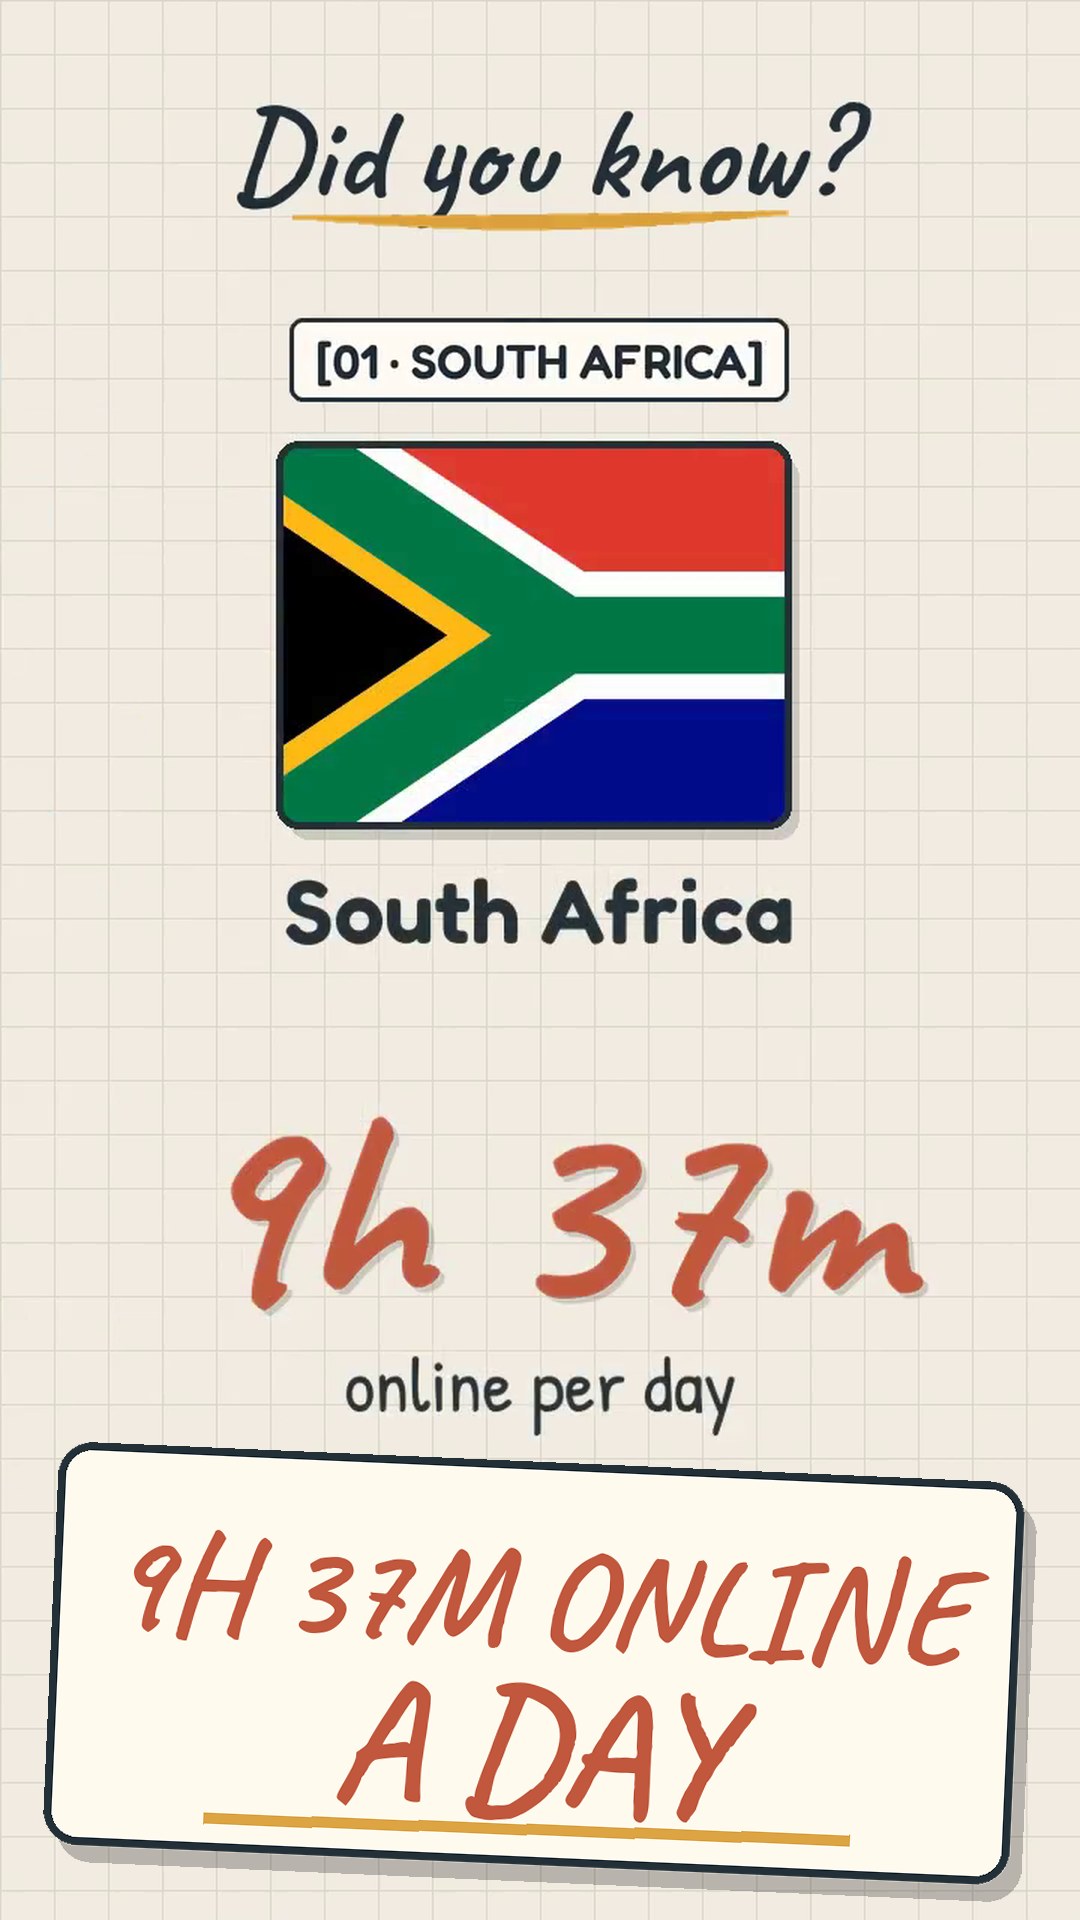 Did you know?
[01 · SOUTH AFRICA]
South Africa
9h 37m
online per day
9H 37M ONLINE
A DAY